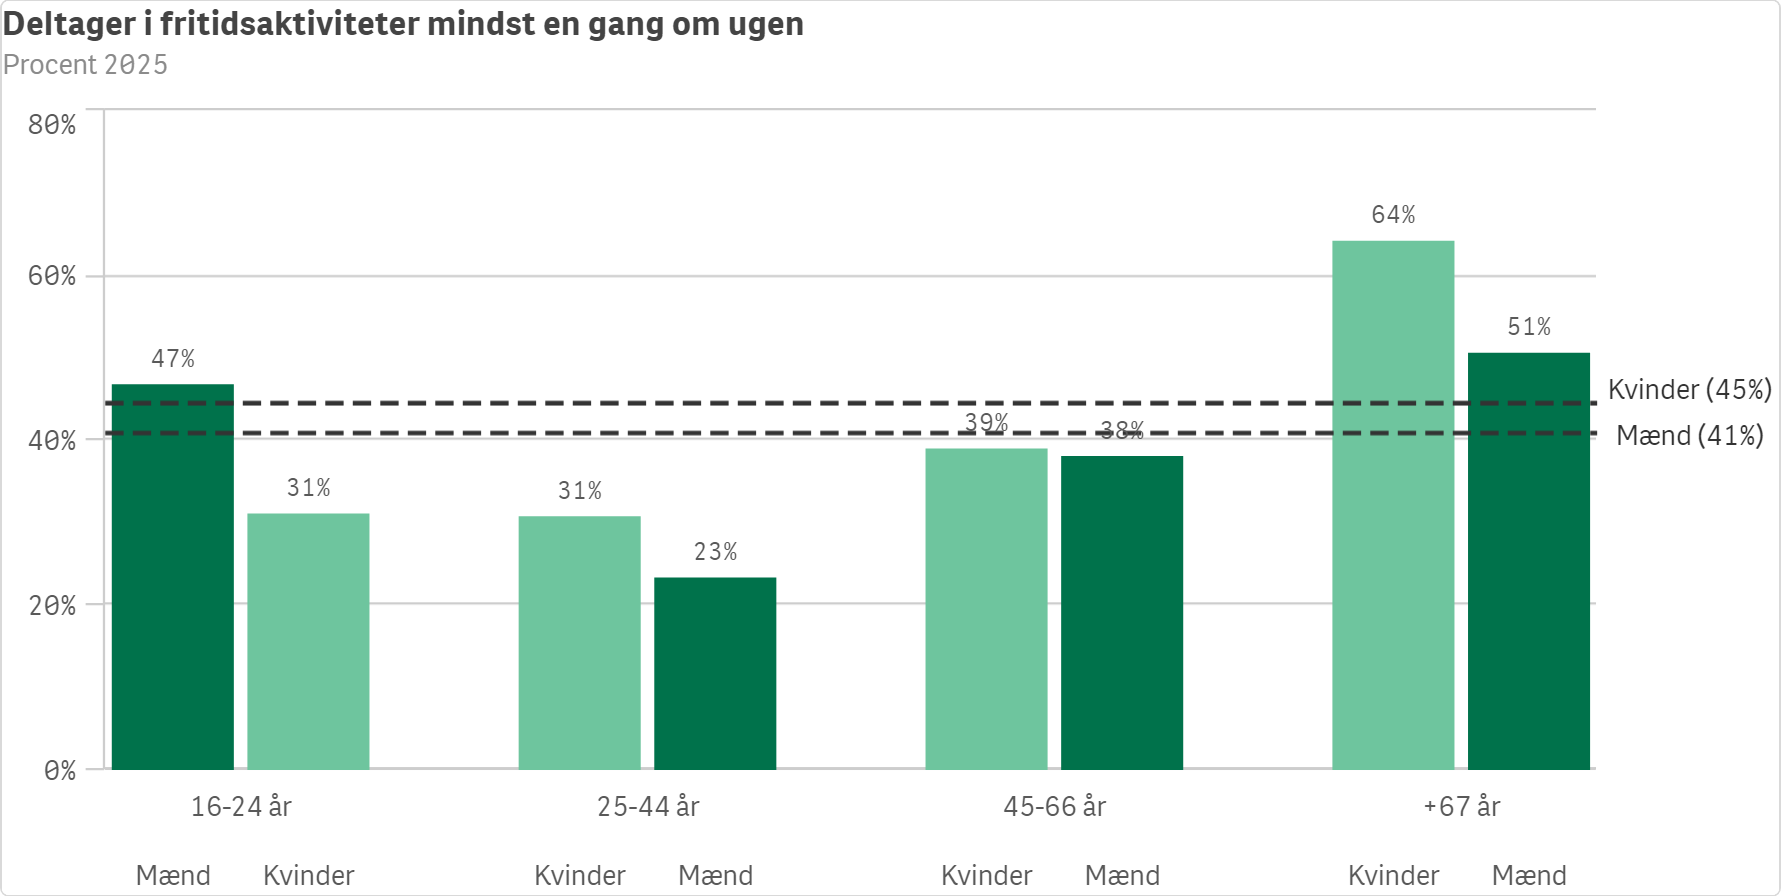 Deltager i fritidsaktiviteter mindst en gang om ugen
Procent 2025
80%
60%
40%
20%
0%
47%
31%
31%
23%
39%
38%
64%
51%
Kvinder (45%)
Mænd (41%)
16-24 år
25-44 år
45-66 år
+67 år
Mænd
Kvinder
Kvinder
Mænd
Kvinder
Mænd
Kvinder
Mænd